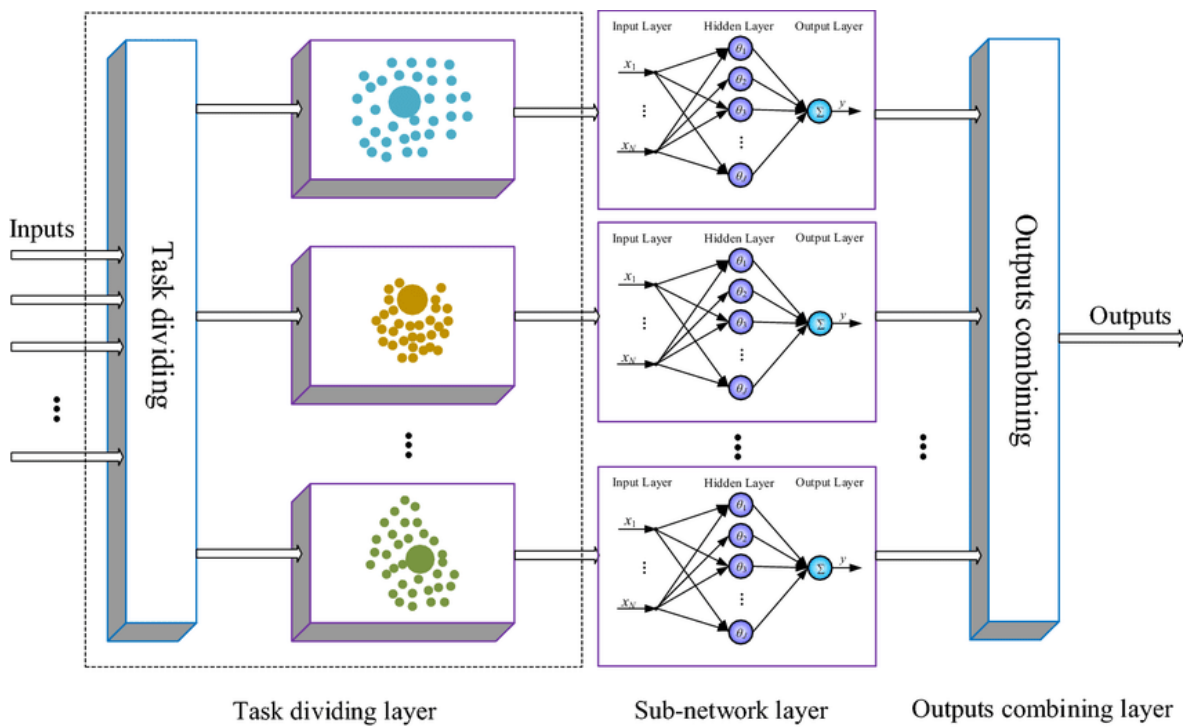 Inputs
Task dividing
Input Layer
Hidden Layer
Output Layer
x1
xN
θ1
θ2
θ3
θJ
Σ
y
Input Layer
Hidden Layer
Output Layer
x1
xN
θ1
θ2
θ3
θJ
Σ
y
Input Layer
Hidden Layer
Output Layer
x1
xN
θ1
θ2
θ3
θJ
Σ
y
Outputs combining
Outputs
Task dividing layer
Sub-network layer
Outputs combining layer